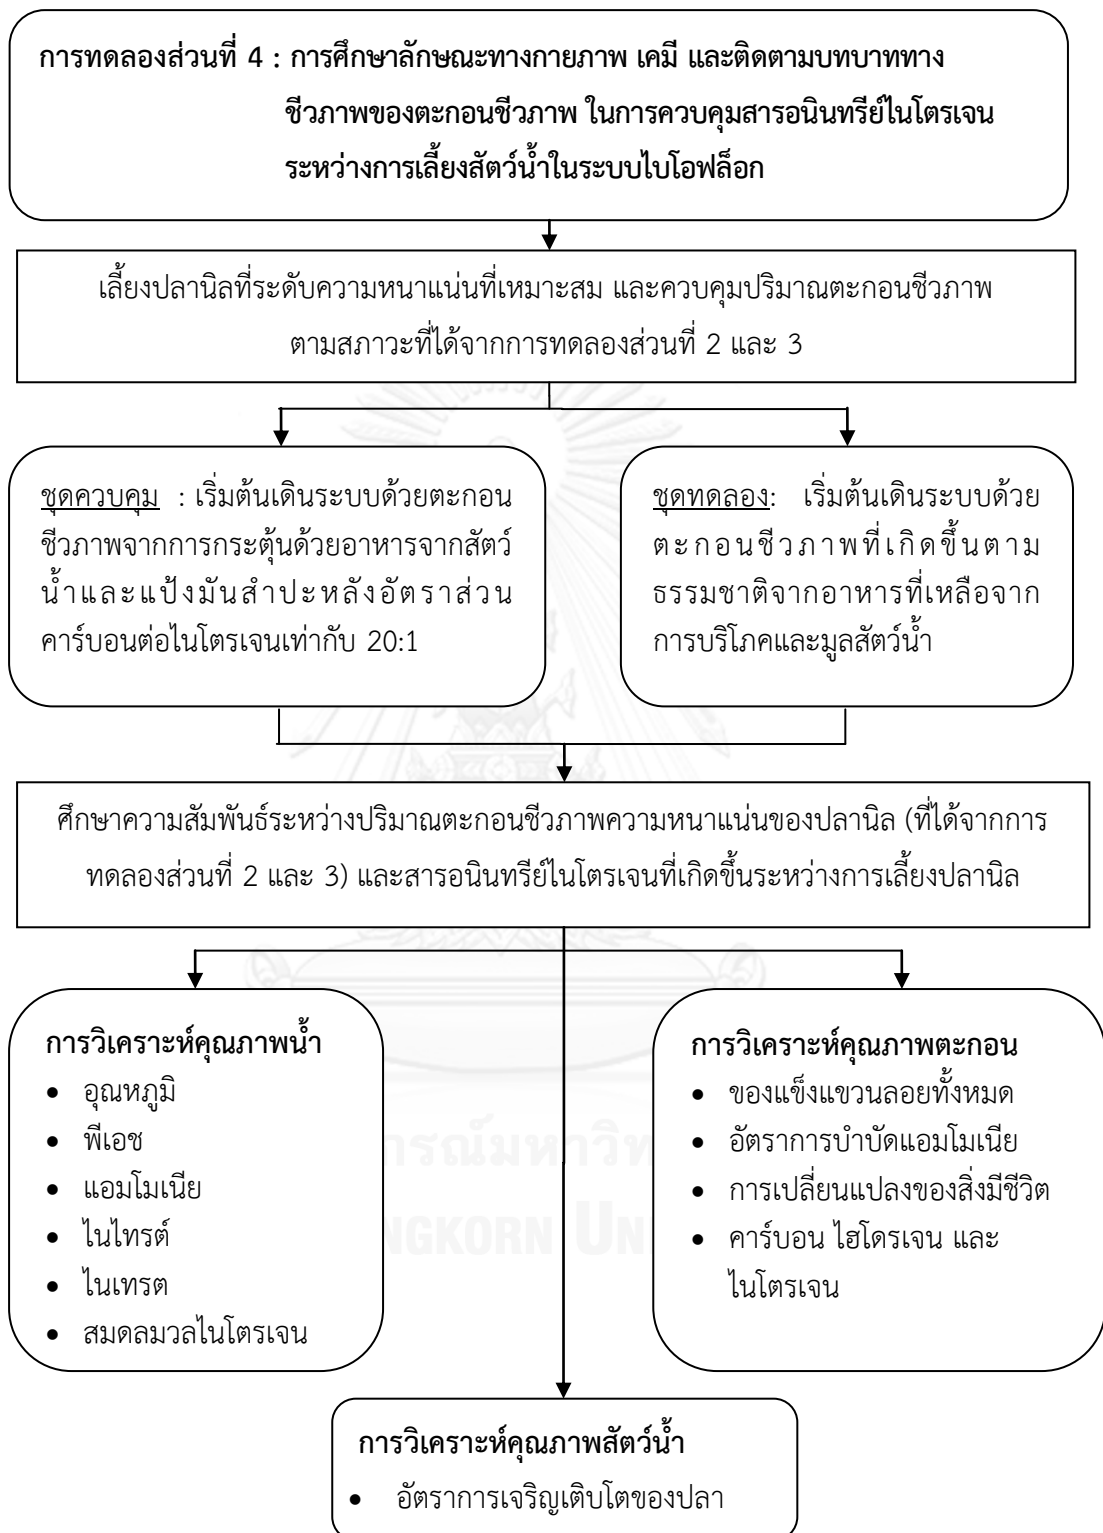 การทดลองส่วนที่ 4 : การศึกษาลักษณะทางกายภาพ เคมี และติดตามบทบาททาง
ชีวภาพของตะกอนชีวภาพ ในการควบคุมสารอนินทรีย์ไนโตรเจน
ระหว่างการเลี้ยงสัตว์น้ำในระบบไบโอฟล็อก
เลี้ยงปลานิลที่ระดับความหนาแน่นที่เหมาะสม และควบคุมปริมาณตะกอนชีวภาพ
ตามสภาวะที่ได้จากการทดลองส่วนที่ 2 และ 3
ชุดควบคุม : เริ่มต้นเดินระบบด้วยตะกอน
ชีวภาพจากการกระตุ้นด้วยอาหารจากสัตว์
น้ำและแป้งมันสำปะหลังอัตราส่วน
คาร์บอนต่อไนโตรเจนเท่ากับ 20:1
ชุดทดลอง: เริ่มต้นเดินระบบด้วย
ตะกอนชีวภาพที่เกิดขึ้นตาม
ธรรมชาติจากอาหารที่เหลือจาก
การบริโภคและมูลสัตว์น้ำ
ศึกษาความสัมพันธ์ระหว่างปริมาณตะกอนชีวภาพความหนาแน่นของปลานิล (ที่ได้จากการ
ทดลองส่วนที่ 2 และ 3) และสารอนินทรีย์ไนโตรเจนที่เกิดขึ้นระหว่างการเลี้ยงปลานิล
การวิเคราะห์คุณภาพน้ำ
• อุณหภูมิ
• พีเอช
• แอมโมเนีย
• ไนไทรต์
• ไนเทรต
• สมดุลมวลไนโตรเจน
การวิเคราะห์คุณภาพตะกอน
• ของแข็งแขวนลอยทั้งหมด
• อัตราการบำบัดแอมโมเนีย
• การเปลี่ยนแปลงของสิ่งมีชีวิต
• คาร์บอน ไฮโดรเจน และ
ไนโตรเจน
การวิเคราะห์คุณภาพสัตว์น้ำ
• อัตราการเจริญเติบโตของปลา